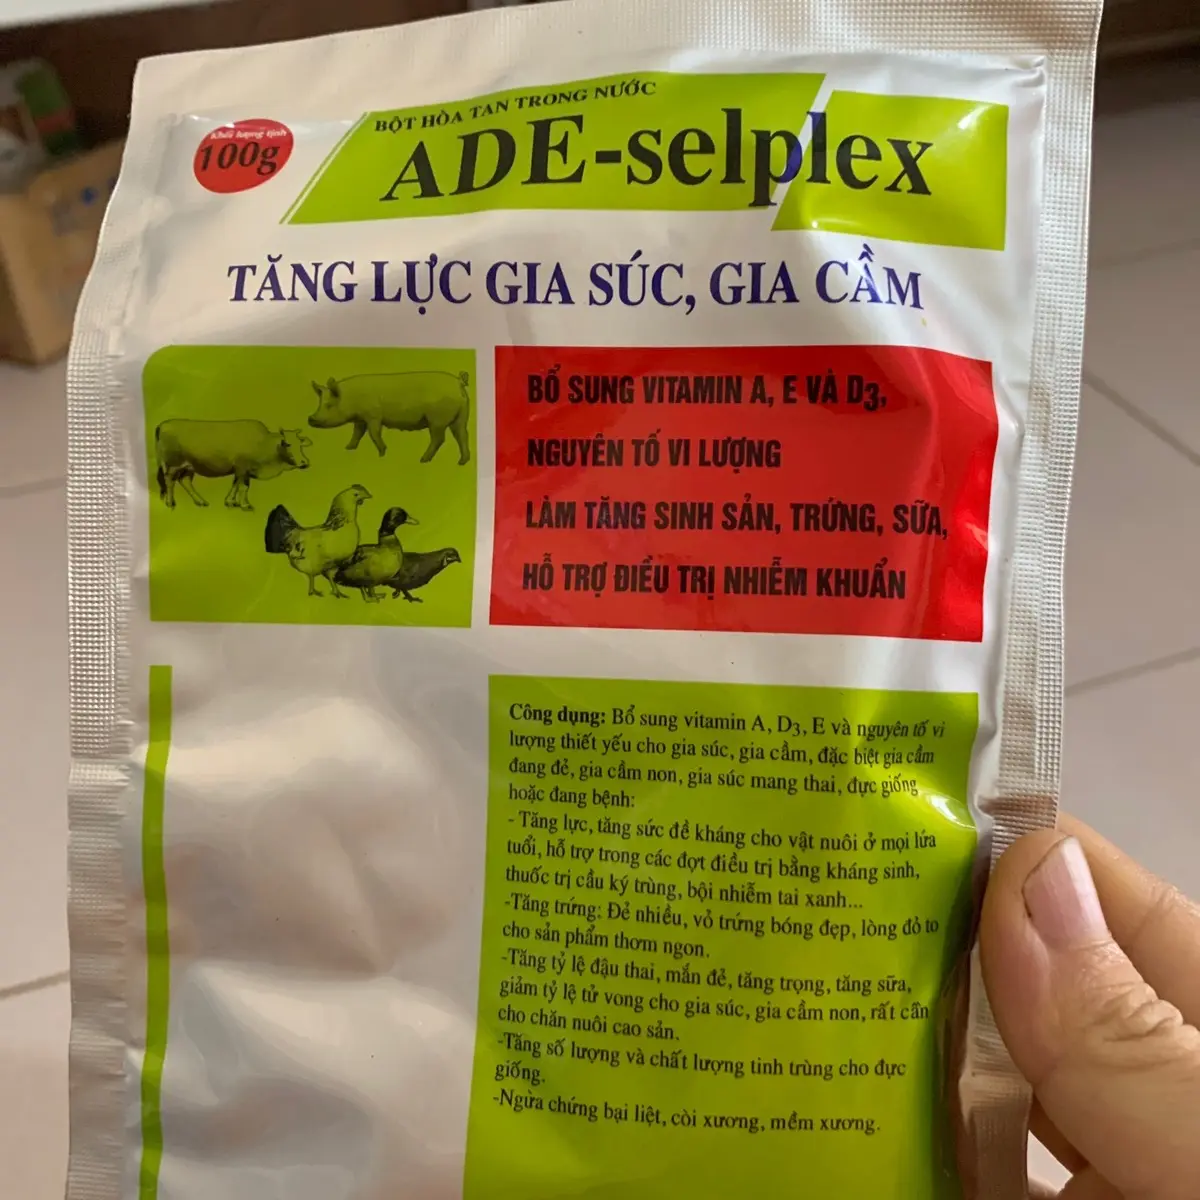 Khối lượng tịnh
100g
BỘT HÒA TAN TRONG NƯỚC
ADE-selplex
TĂNG LỰC GIA SÚC, GIA CẦM
BỔ SUNG VITAMIN A, E VÀ D3,
NGUYÊN TỐ VI LƯỢNG
LÀM TĂNG SINH SẢN, TRỨNG, SỮA,
HỖ TRỢ ĐIỀU TRỊ NHIỄM KHUẨN
Công dụng: Bổ sung vitamin A, D3, E và nguyên tố vi
lượng thiết yếu cho gia súc, gia cầm, đặc biệt gia cầm
đang đẻ, gia cầm non, gia súc mang thai, đực giống
hoặc đang bệnh:
- Tăng lực, tăng sức đề kháng cho vật nuôi ở mọi lứa
tuổi, hỗ trợ trong các đợt điều trị bằng kháng sinh,
thuốc trị cầu ký trùng, bội nhiễm tai xanh...
-Tăng trứng: Đẻ nhiều, vỏ trứng bóng đẹp, lòng đỏ to
cho sản phẩm thơm ngon.
-Tăng tỷ lệ đậu thai, mắn đẻ, tăng trọng, tăng sữa,
giảm tỷ lệ tử vong cho gia súc, gia cầm non, rất cần
cho chăn nuôi cao sản.
-Tăng số lượng và chất lượng tinh trùng cho đực
giống.
-Ngừa chứng bại liệt, còi xương, mềm xương.